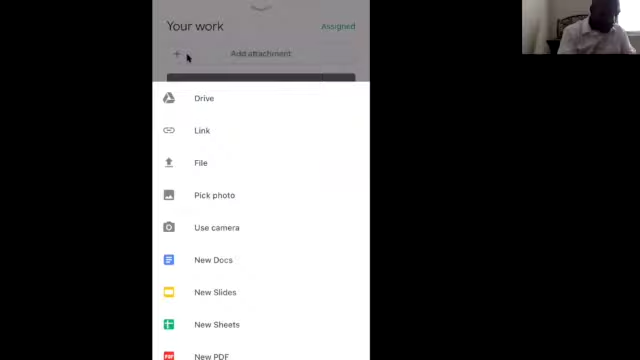 Your work Assigned
+ Add attachment
Drive
Link
File
Pick photo
Use camera
New Docs
New Slides
New Sheets
PDF New PDF